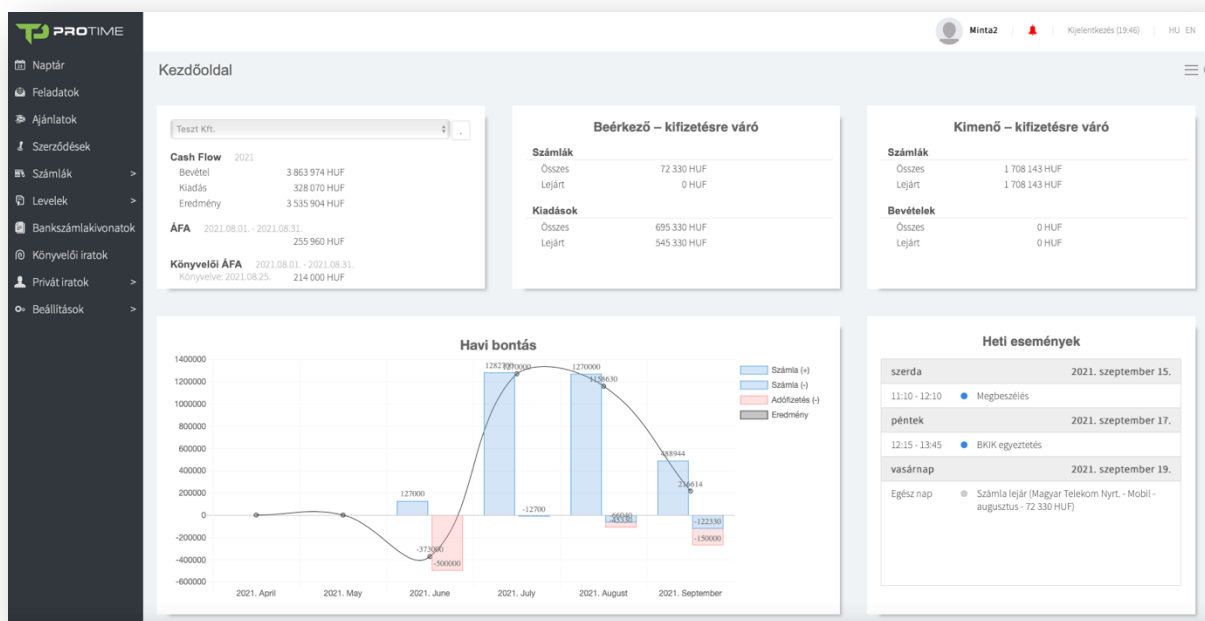 PROTIME
Minta2
Kijelentkezés (19:46)
HU EN
Naptár
Feladatok
Ajánlatok
Szerződések
Számlák >
Levelek >
Bankszámlakivonatok
Könyvelői iratok
Privát iratok >
Beállítások >
Kezdőoldal
Teszt Kft.
Cash Flow 2021
Bevétel 3 863 974 HUF
Kiadás 328 070 HUF
Eredmény 3 535 904 HUF
ÁFA 2021.08.01. - 2021.08.31.
255 960 HUF
Könyvelői ÁFA 2021.08.01. - 2021.08.31.
Könyvelve: 2021.08.25. 214 000 HUF
Beérkező – kifizetésre váró
Számlák
Összes 72 330 HUF
Lejárt 0 HUF
Kiadások
Összes 695 330 HUF
Lejárt 545 330 HUF
Kimenő – kifizetésre váró
Számlák
Összes 1 708 143 HUF
Lejárt 1 708 143 HUF
Bevételek
Összes 0 HUF
Lejárt 0 HUF
Havi bontás
1400000
1200000
1000000
800000
600000
400000
200000
0
-200000
-400000
-600000
127000
-373000
-500000
1282700
1270000
-12700
1270000
1158630
-66040
-45330
488944
216614
-122330
-150000
2021. April
2021. May
2021. June
2021. July
2021. August
2021. September
Számla (+)
Számla (-)
Adófizetés (-)
Eredmény
Heti események
szerda 2021. szeptember 15.
11:10 - 12:10 Megbeszélés
péntek 2021. szeptember 17.
12:15 - 13:45 BKIK egyeztetés
vasárnap 2021. szeptember 19.
Egész nap Számla lejár (Magyar Telekom Nyrt. - Mobil -
augusztus - 72 330 HUF)